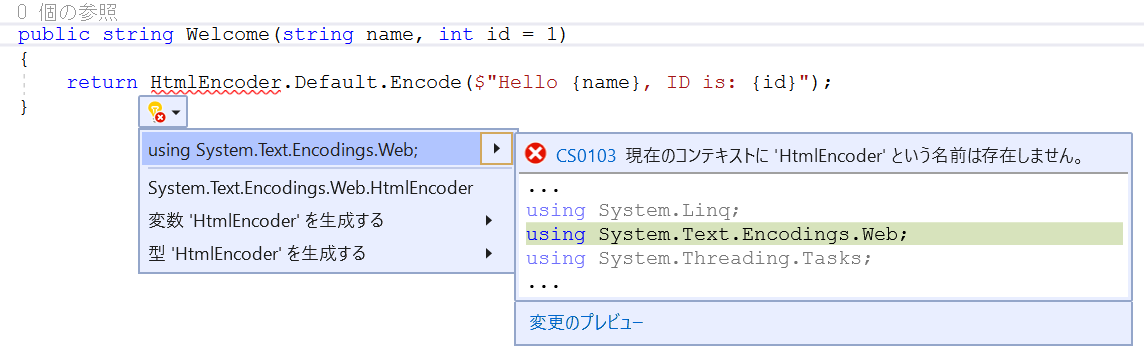 0 個の参照
public string Welcome(string name, int id = 1)
{
return HtmlEncoder.Default.Encode($"Hello {name}, ID is: {id}");
}
using System.Text.Encodings.Web;
System.Text.Encodings.Web.HtmlEncoder
変数 'HtmlEncoder' を生成する
型 'HtmlEncoder' を生成する
CS0103 現在のコンテキストに 'HtmlEncoder' という名前は存在しません。
...
using System.Linq;
using System.Text.Encodings.Web;
using System.Threading.Tasks;
...
変更のプレビュー